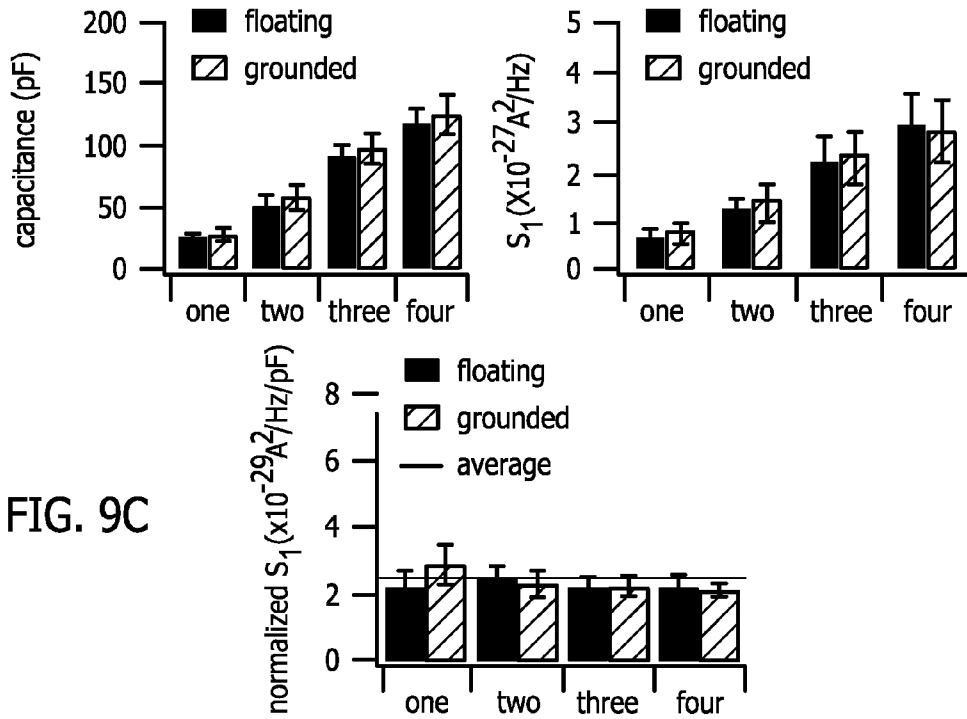 capacitance (pF)
200
150
100
50
0
floating
grounded
one two three four
S1(X10-27A2/Hz)
5
4
3
2
1
0
floating
grounded
one two three four
FIG. 9C
normalized S1(x10-29A2/Hz/pF)
8
6
4
2
0
floating
grounded
average
one two three four